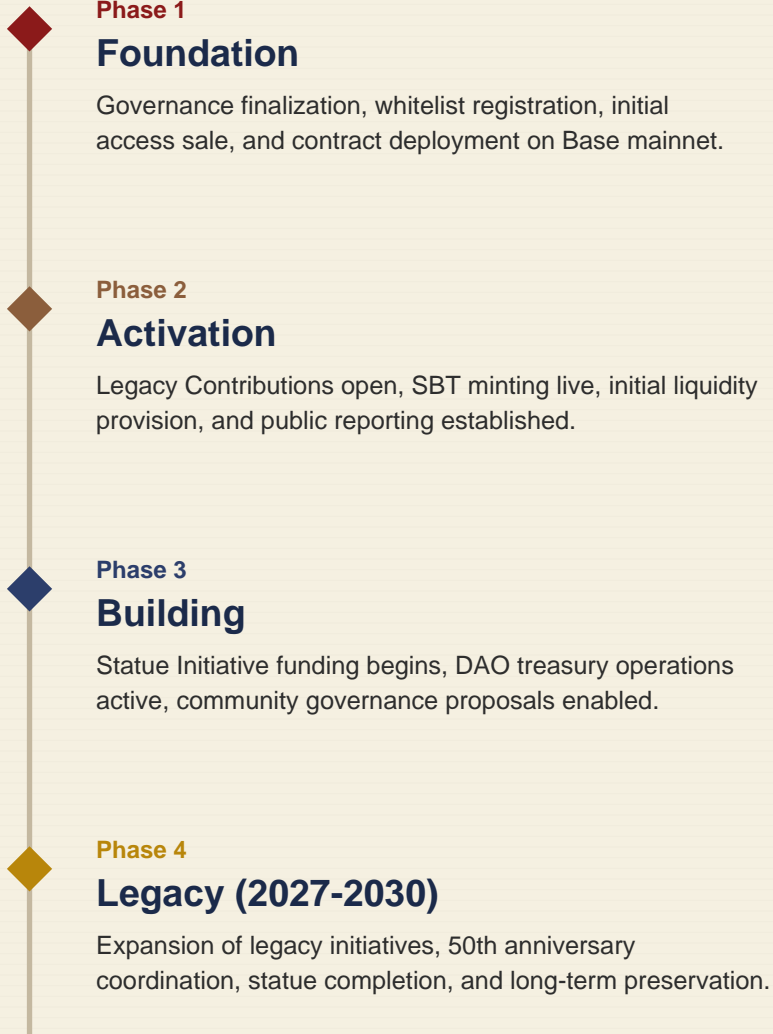 Phase 1
Foundation
Governance finalization, whitelist registration, initial
access sale, and contract deployment on Base mainnet.
Phase 2
Activation
Legacy Contributions open, SBT minting live, initial liquidity
provision, and public reporting established.
Phase 3
Building
Statue Initiative funding begins, DAO treasury operations
active, community governance proposals enabled.
Phase 4
Legacy (2027-2030)
Expansion of legacy initiatives, 50th anniversary
coordination, statue completion, and long-term preservation.